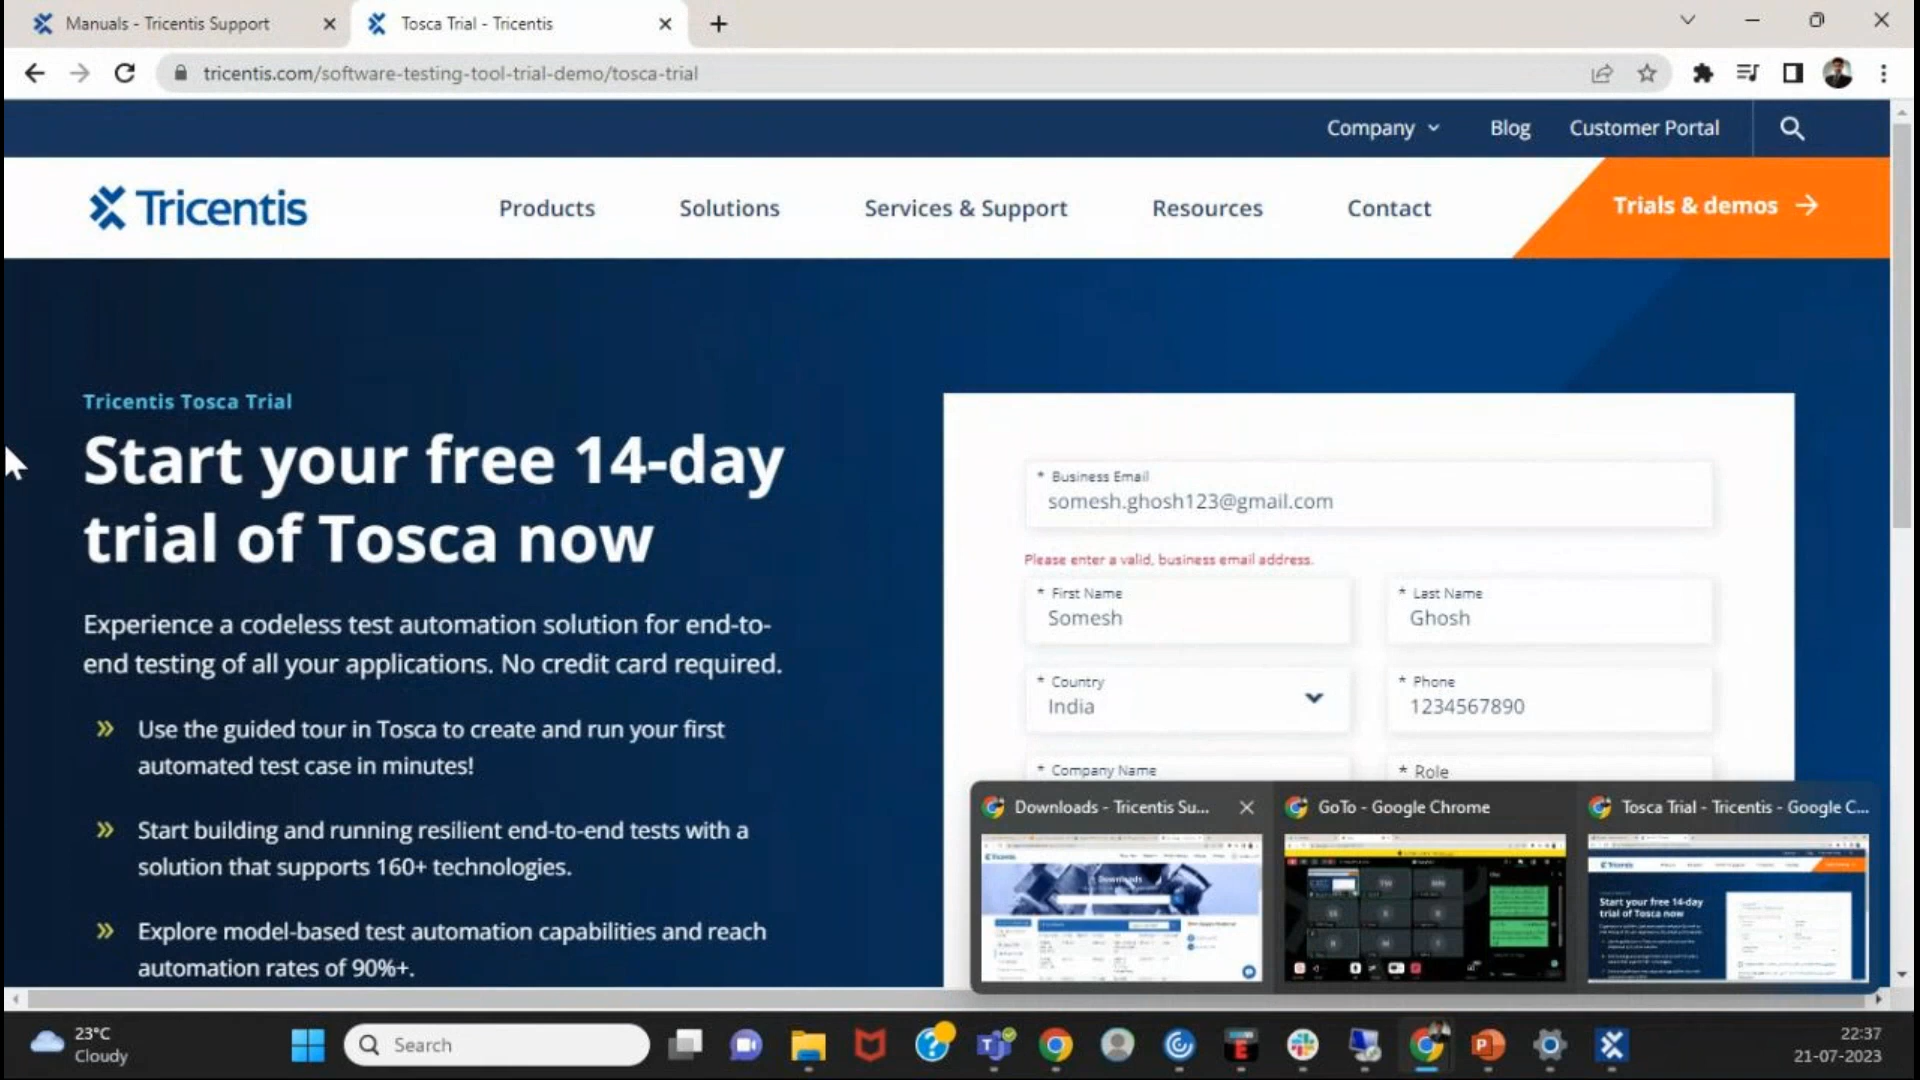 Manuals - Tricentis Support
Tosca Trial - Tricentis
tricentis.com/software-testing-tool-trial-demo/tosca-trial
Company
Blog
Customer Portal
Tricentis
Products
Solutions
Services & Support
Resources
Contact
Trials & demos
Tricentis Tosca Trial
Start your free 14-day
trial of Tosca now
Experience a codeless test automation solution for end-to-
end testing of all your applications. No credit card required.
Use the guided tour in Tosca to create and run your first
automated test case in minutes!
Start building and running resilient end-to-end tests with a
solution that supports 160+ technologies.
Explore model-based test automation capabilities and reach
automation rates of 90%+.
* Business Email
somesh.ghosh123@gmail.com
Please enter a valid, business email address.
* First Name
Somesh
* Last Name
Ghosh
* Country
India
* Phone
1234567890
* Company Name
* Role
Downloads - Tricentis Su...
GoTo - Google Chrome
Tosca Trial - Tricentis - Google C...
Downloads
Start your free 14-day
trial of Tosca now
23°C
Cloudy
Search
22:37
21-07-2023